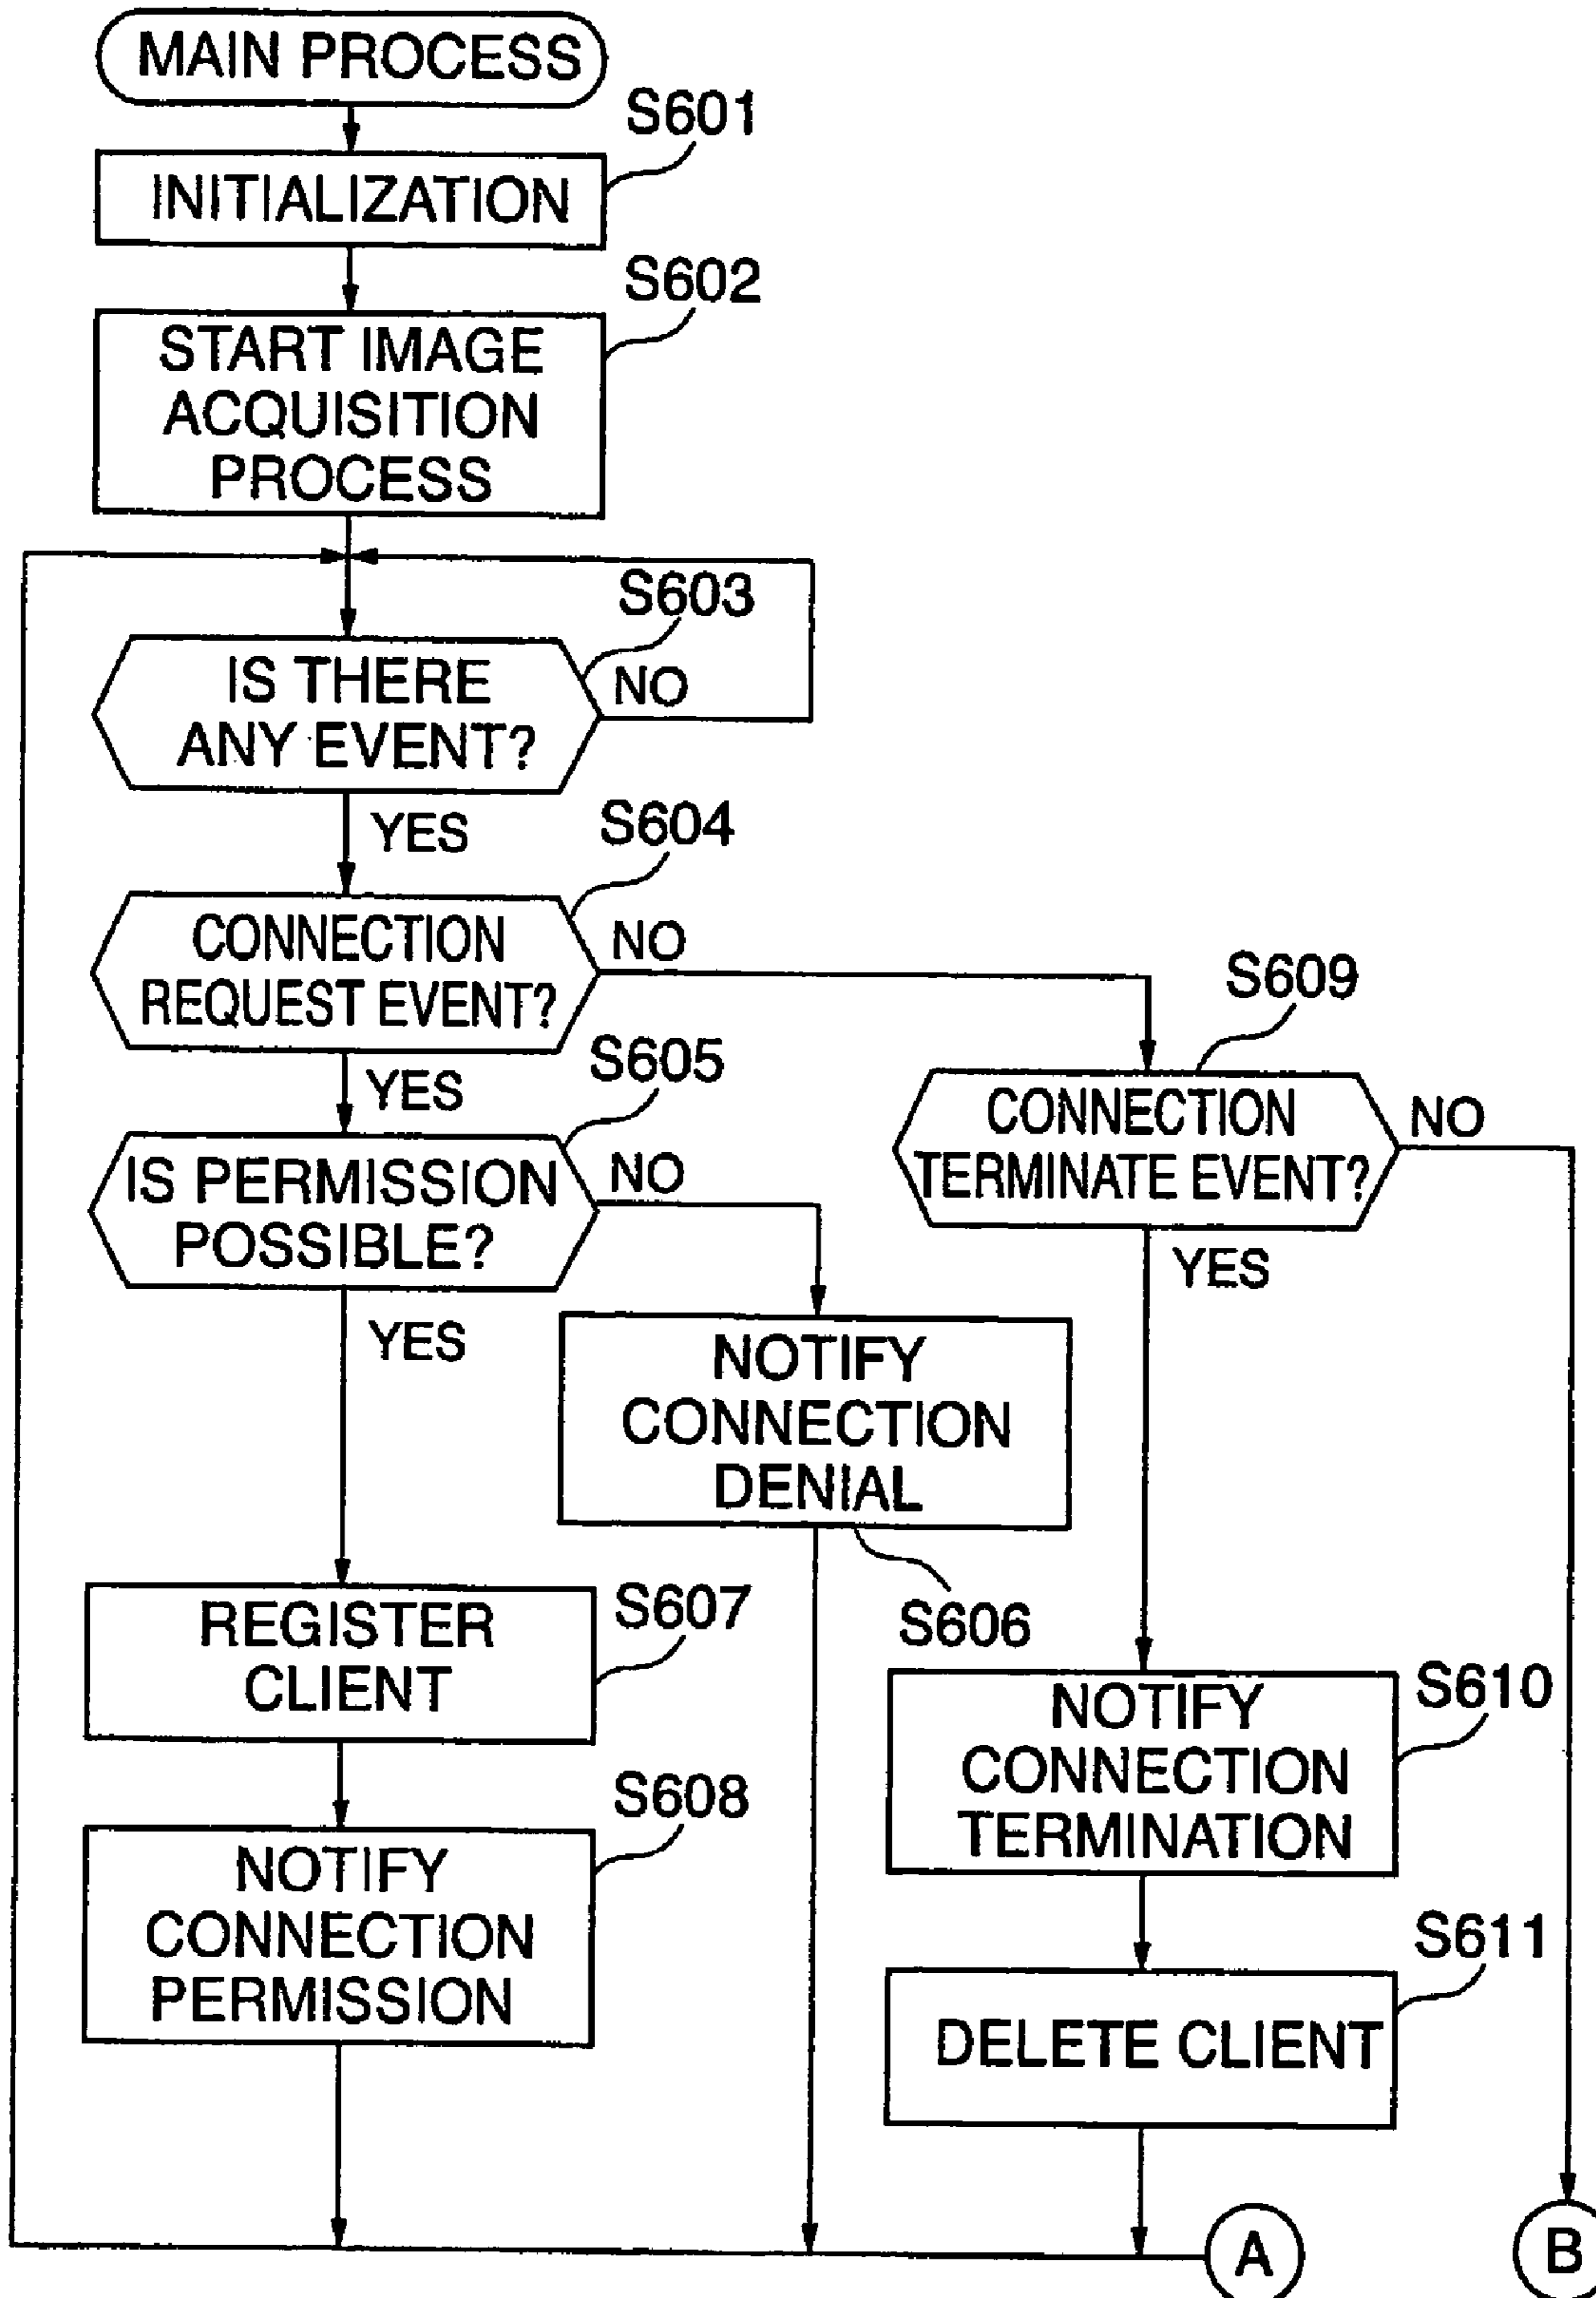 MAIN PROCESS
S601
INITIALIZATION
S602
START IMAGE
ACQUISITION
PROCESS
S603
IS THERE
ANY EVENT?
NO
YES
S604
CONNECTION
REQUEST EVENT?
NO
YES
S605
IS PERMISSION
POSSIBLE?
NO
YES
S609
CONNECTION
TERMINATE EVENT?
NO
YES
NOTIFY
CONNECTION
DENIAL
S606
S607
REGISTER
CLIENT
S608
NOTIFY
CONNECTION
PERMISSION
S610
NOTIFY
CONNECTION
TERMINATION
S611
DELETE CLIENT
A
B